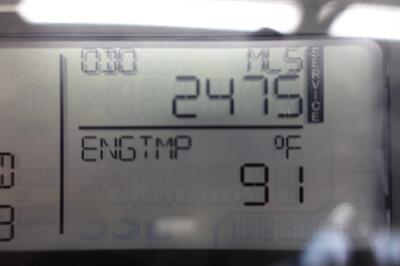 ODO MLS
2475
SERVICE
ENGTMP °F
91